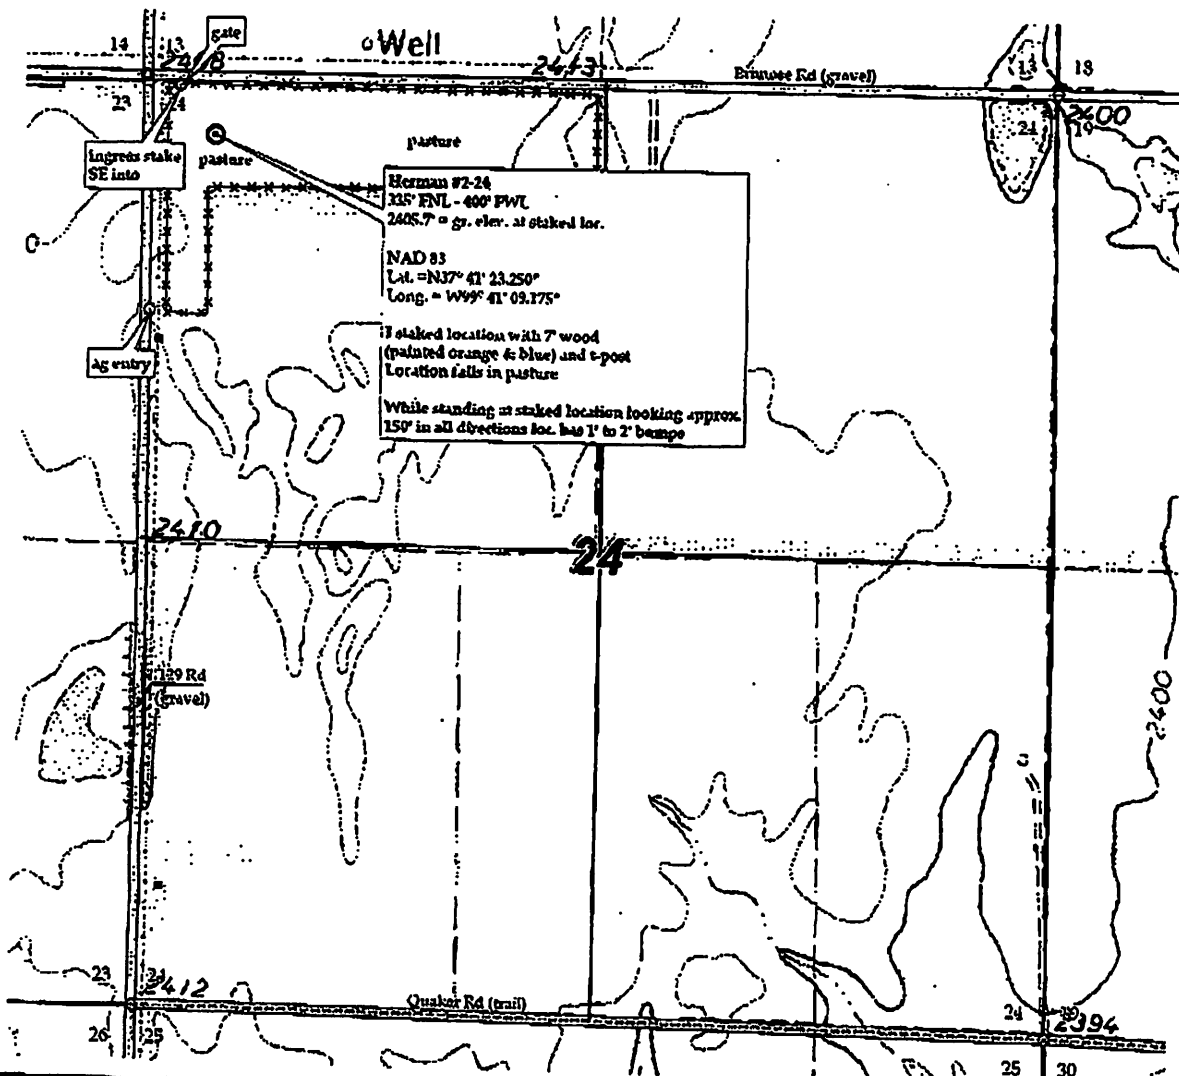 gate
14
13
Well
2408
2413
Brimose Rd (gravel)
13
18
23
24
2400
24
19
ingress stake
SE into
pasture
pasture
Herman #2-24
335' FNL - 400' FWL
2405.7' = gr. elev. at staked loc.
NAD 83
Lat. =N37° 41' 23.250"
Long. = W99° 41' 09.175"
I staked location with 7' wood
(painted orange & blue) and t-post
Location falls in pasture
While standing at staked location looking approx.
150' in all directions loc. has 1' to 2' bumps
ag entry
2410
24
129 Rd
(gravel)
2400
23
24
2412
Quaker Rd (trail)
24
19
2394
26
25
25
30